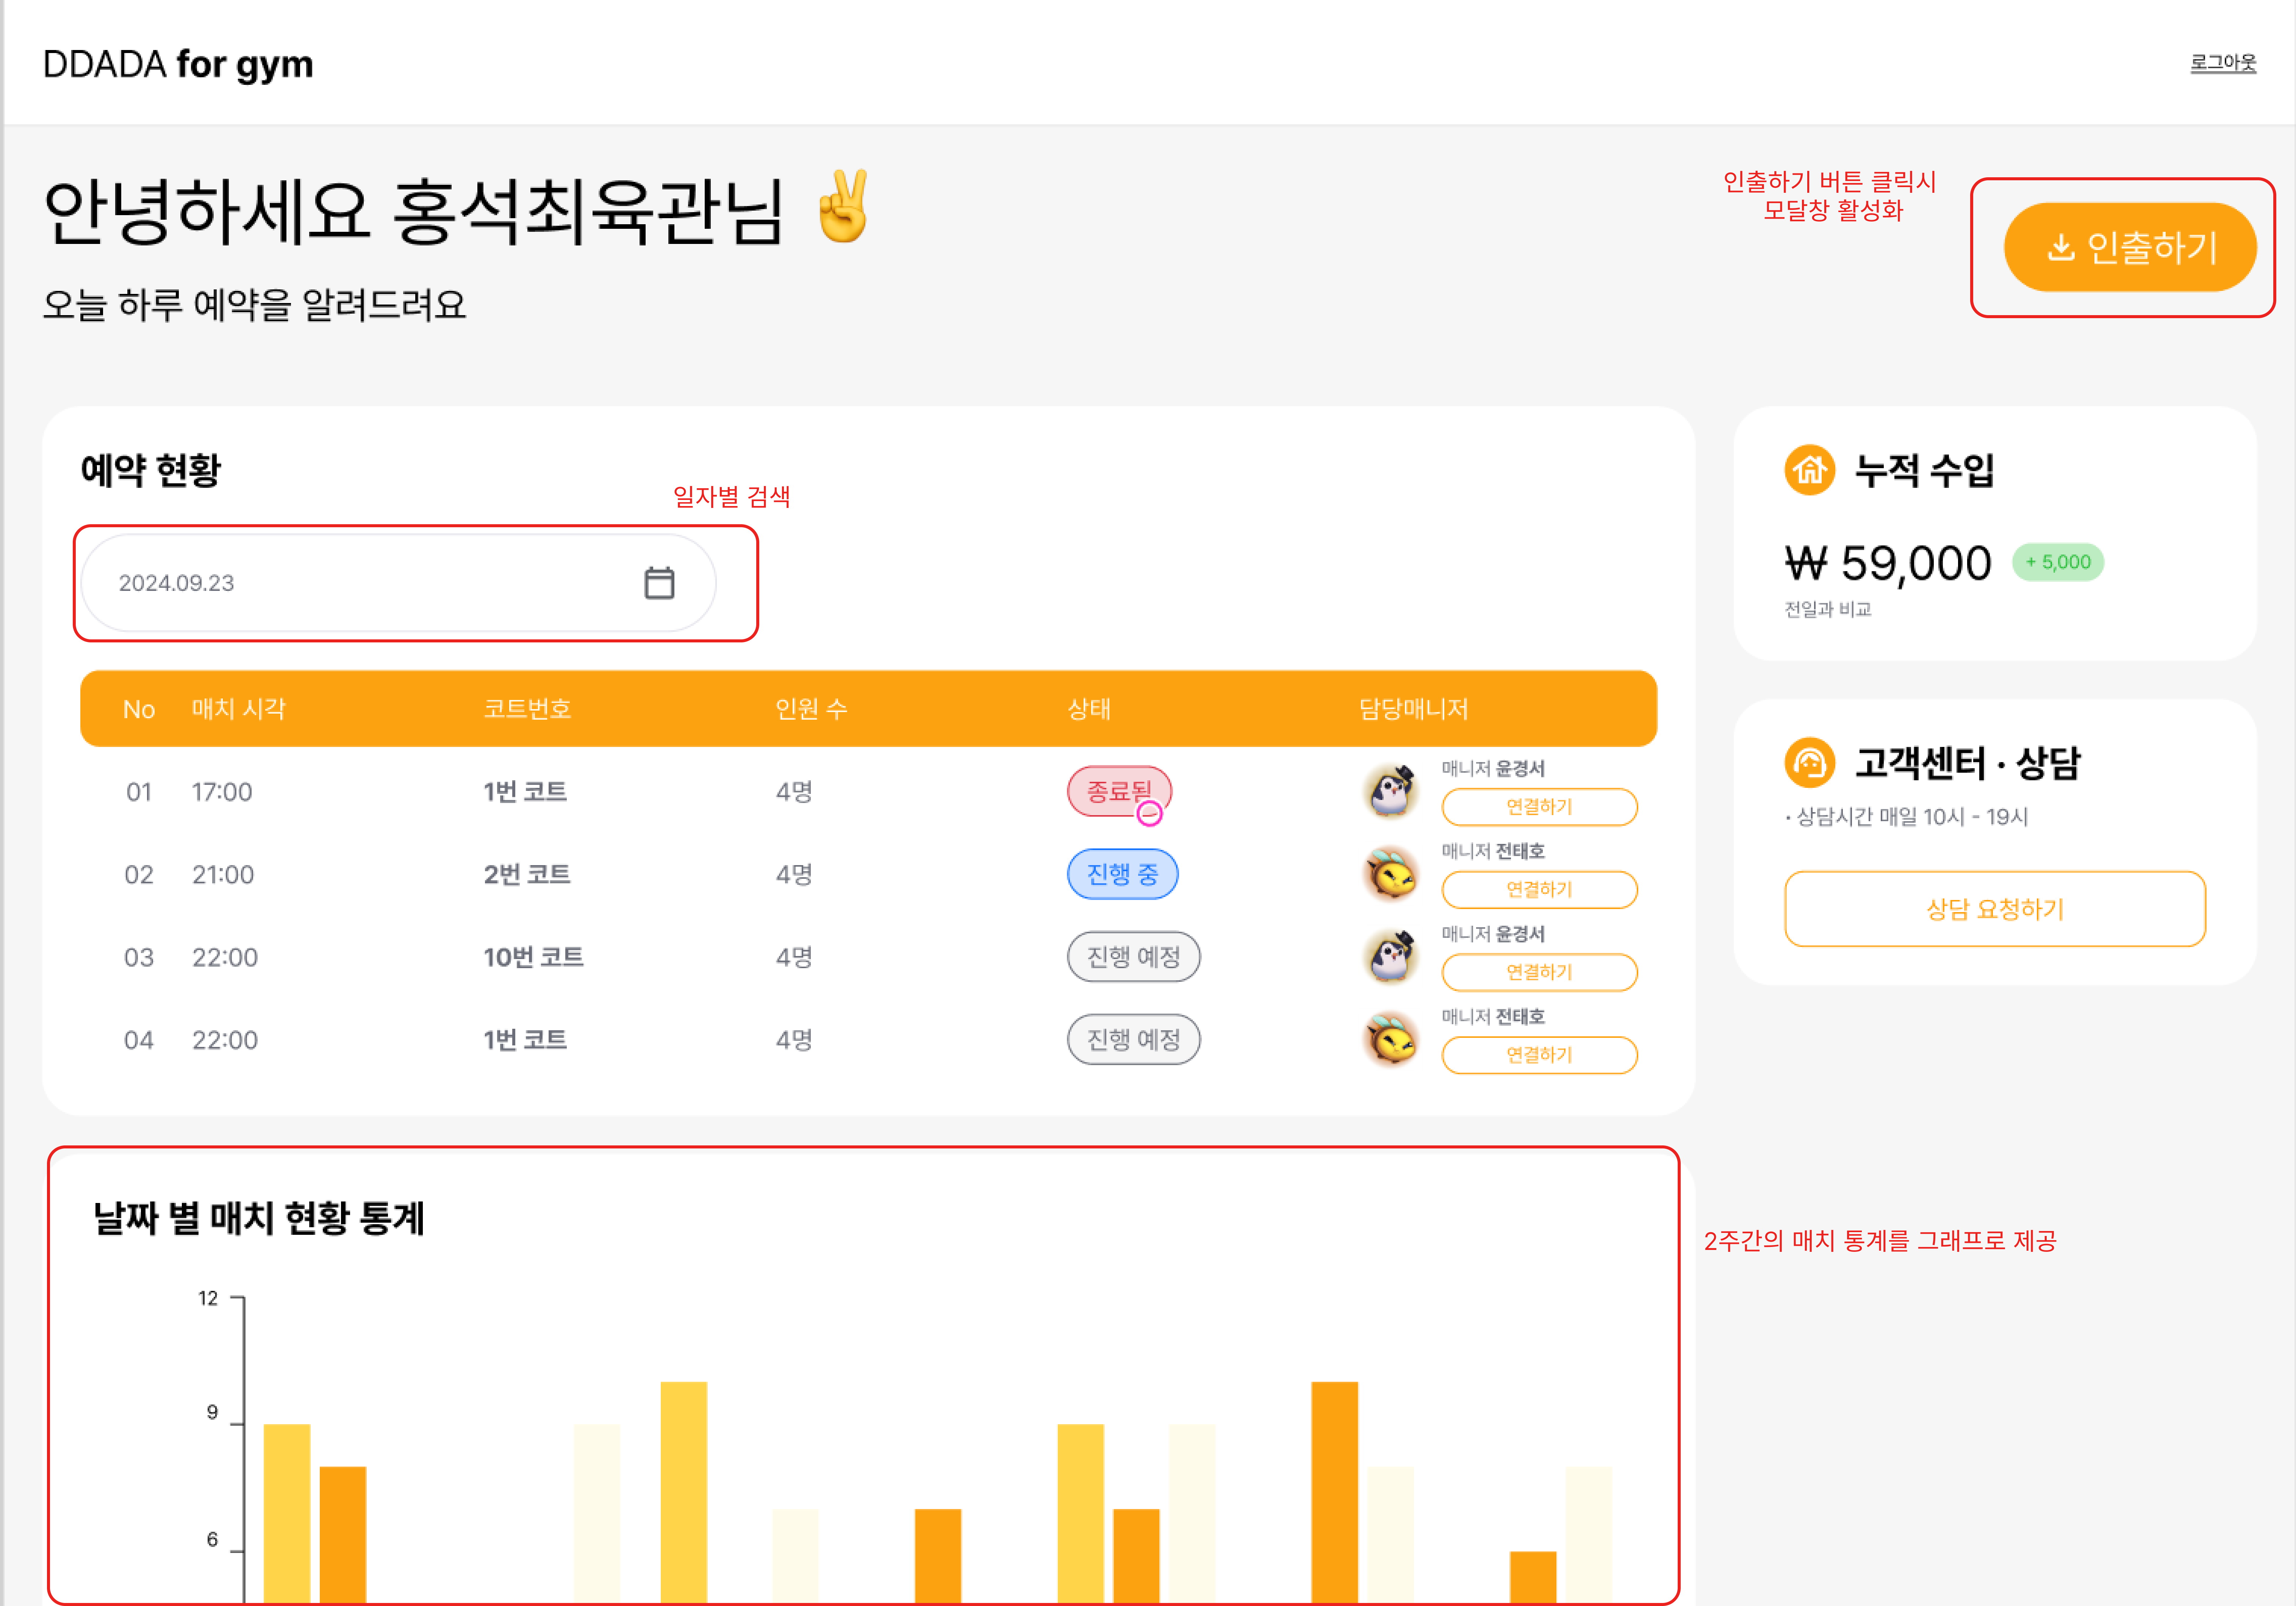 DDADA for gym
로그아웃
안녕하세요 홍석최육관님 ✌
오늘 하루 예약을 알려드려요
인출하기 버튼 클릭시
모달창 활성화
인출하기
예약 현황
일자별 검색
2024.09.23
No 매치 시각 코트번호 인원 수 상태 담당매니저
01 17:00 1번 코트 4명 종료됨 매니저 윤경서
연결하기
02 21:00 2번 코트 4명 진행 중 매니저 전태호
연결하기
03 22:00 10번 코트 4명 진행 예정 매니저 윤경서
연결하기
04 22:00 1번 코트 4명 진행 예정 매니저 전태호
연결하기
누적 수입
₩ 59,000 + 5,000
전일과 비교
고객센터 · 상담
• 상담시간 매일 10시 - 19시
상담 요청하기
날짜 별 매치 현황 통계
2주간의 매치 통계를 그래프로 제공
12
9
6